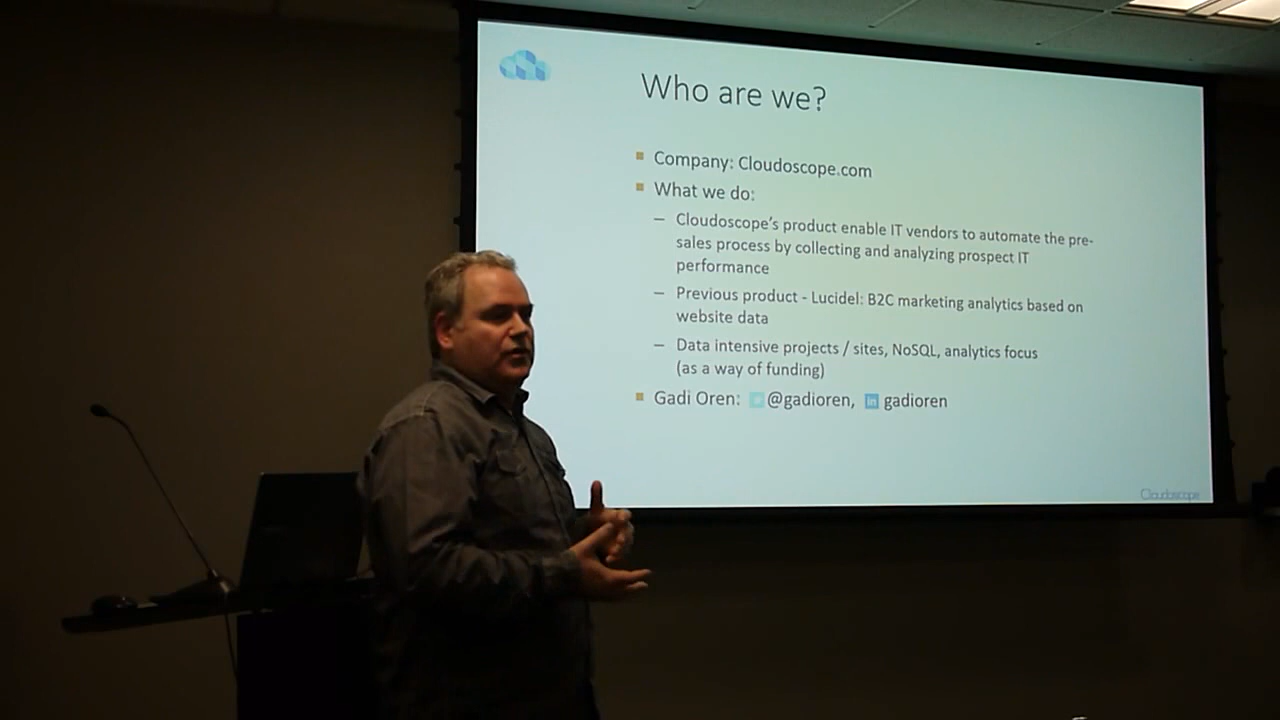 Who are we?
Company: Cloudoscope.com
What we do:
– Cloudoscope's product enable IT vendors to automate the pre-
sales process by collecting and analyzing prospect IT
performance
– Previous product - Lucidel: B2C marketing analytics based on
website data
– Data intensive projects / sites, NoSQL, analytics focus
(as a way of funding)
Gadi Oren: @gadioren, in gadioren
Cloudoscope